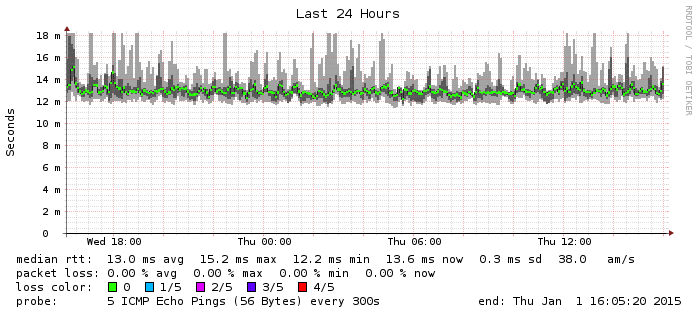 Last 24 Hours
RRDTOOL / TOBI OETIKER
Seconds
18 m
16 m
14 m
12 m
10 m
8 m
6 m
4 m
2 m
0
Wed 18:00 Thu 00:00 Thu 06:00 Thu 12:00
median rtt: 13.0 ms avg 15.2 ms max 12.2 ms min 13.6 ms now 0.3 ms sd 38.0 am/s
packet loss: 0.00 % avg 0.00 % max 0.00 % min 0.00 % now
loss color: 0 1/5 2/5 3/5 4/5
probe: 5 ICMP Echo Pings (56 Bytes) every 300s end: Thu Jan 1 16:05:20 2015